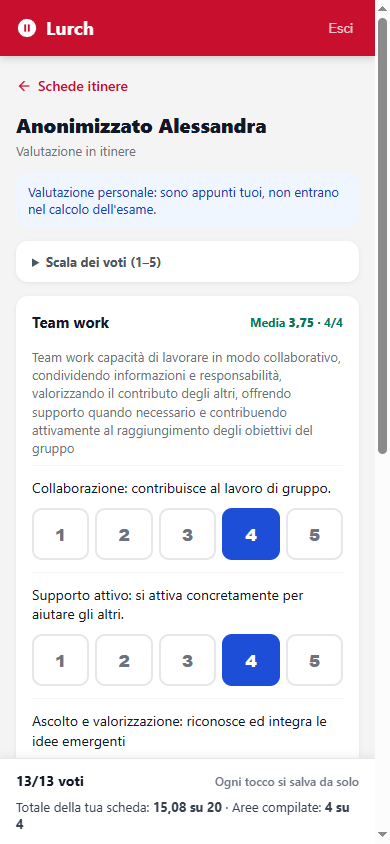 Lurch
Esci
← Schede itinere
Anonimizzato Alessandra
Valutazione in itinere
Valutazione personale: sono appunti tuoi, non entrano
nel calcolo dell'esame.
▶ Scala dei voti (1–5)
Team work
Media 3,75 · 4/4
Team work capacità di lavorare in modo collaborativo,
condividendo informazioni e responsabilità,
valorizzando il contributo degli altri, offrendo
supporto quando necessario e contribuendo
attivamente al raggiungimento degli obiettivi del
gruppo
Collaborazione: contribuisce al lavoro di gruppo.
1 2 3 4 5
Supporto attivo: si attiva concretamente per
aiutare gli altri.
1 2 3 4 5
Ascolto e valorizzazione: riconosce ed integra le
idee emergenti
13/13 voti
Ogni tocco si salva da solo
Totale della tua scheda: 15,08 su 20 · Aree compilate: 4 su
4